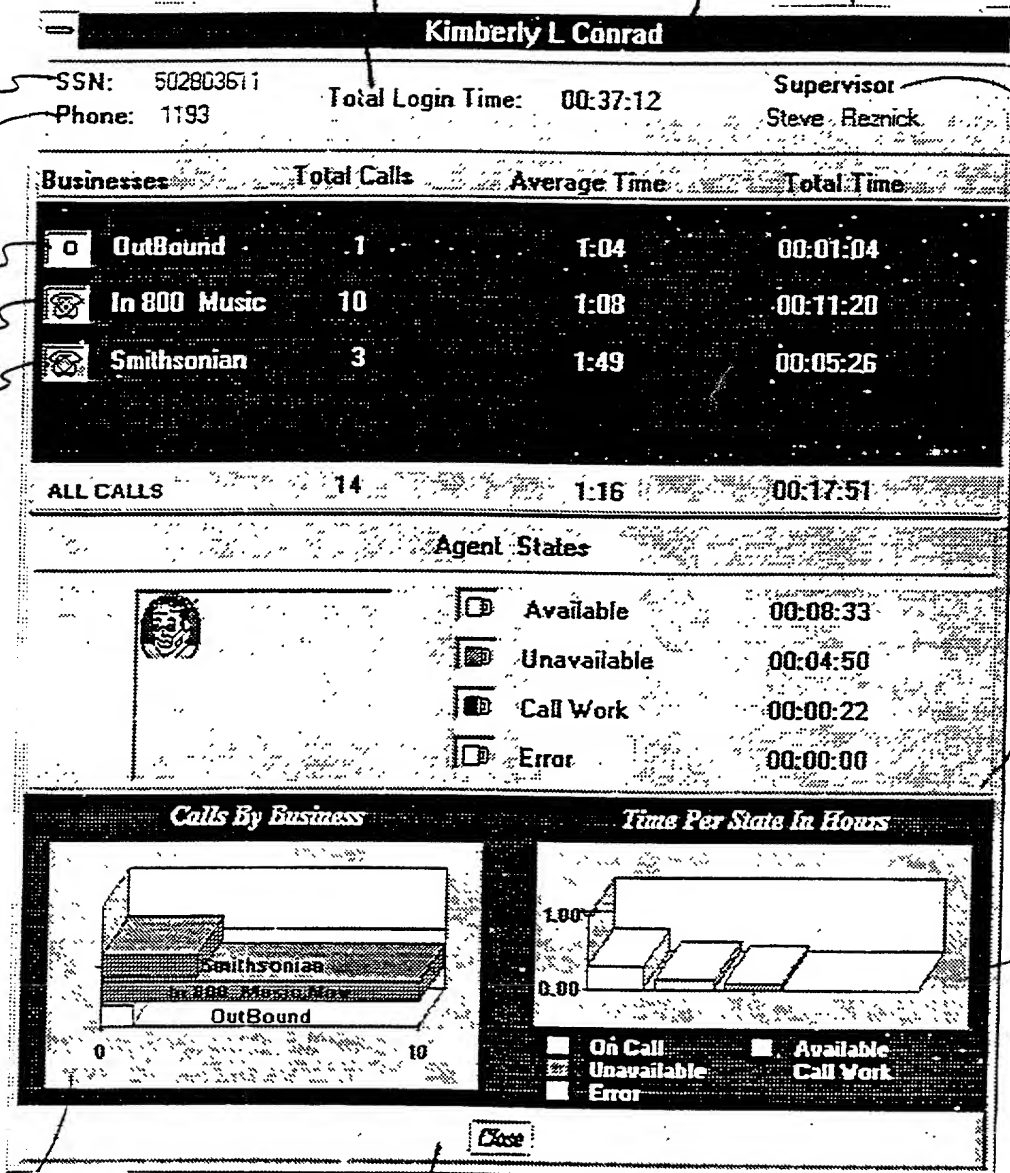 Kimberly L Conrad
SSN: 502803611
Phone: 1193
Total Login Time: 00:37:12
Supervisor
Steve Reznick
Businesses Total Calls Average Time Total Time
OutBound 1 1:04 00:01:04
In 800 Music 10 1:08 00:11:20
Smithsonian 3 1:49 00:05:26
ALL CALLS 14 1:16 00:17:51
Agent States
Available 00:08:33
Unavailable 00:04:50
Call Work 00:00:22
Error 00:00:00
Calls By Business Time Per State In Hours
Smithsonian
In 800 Music Now
OutBound
0 10
1.00
0.00
On Call Available
Unavailable Call Work
Error
Close